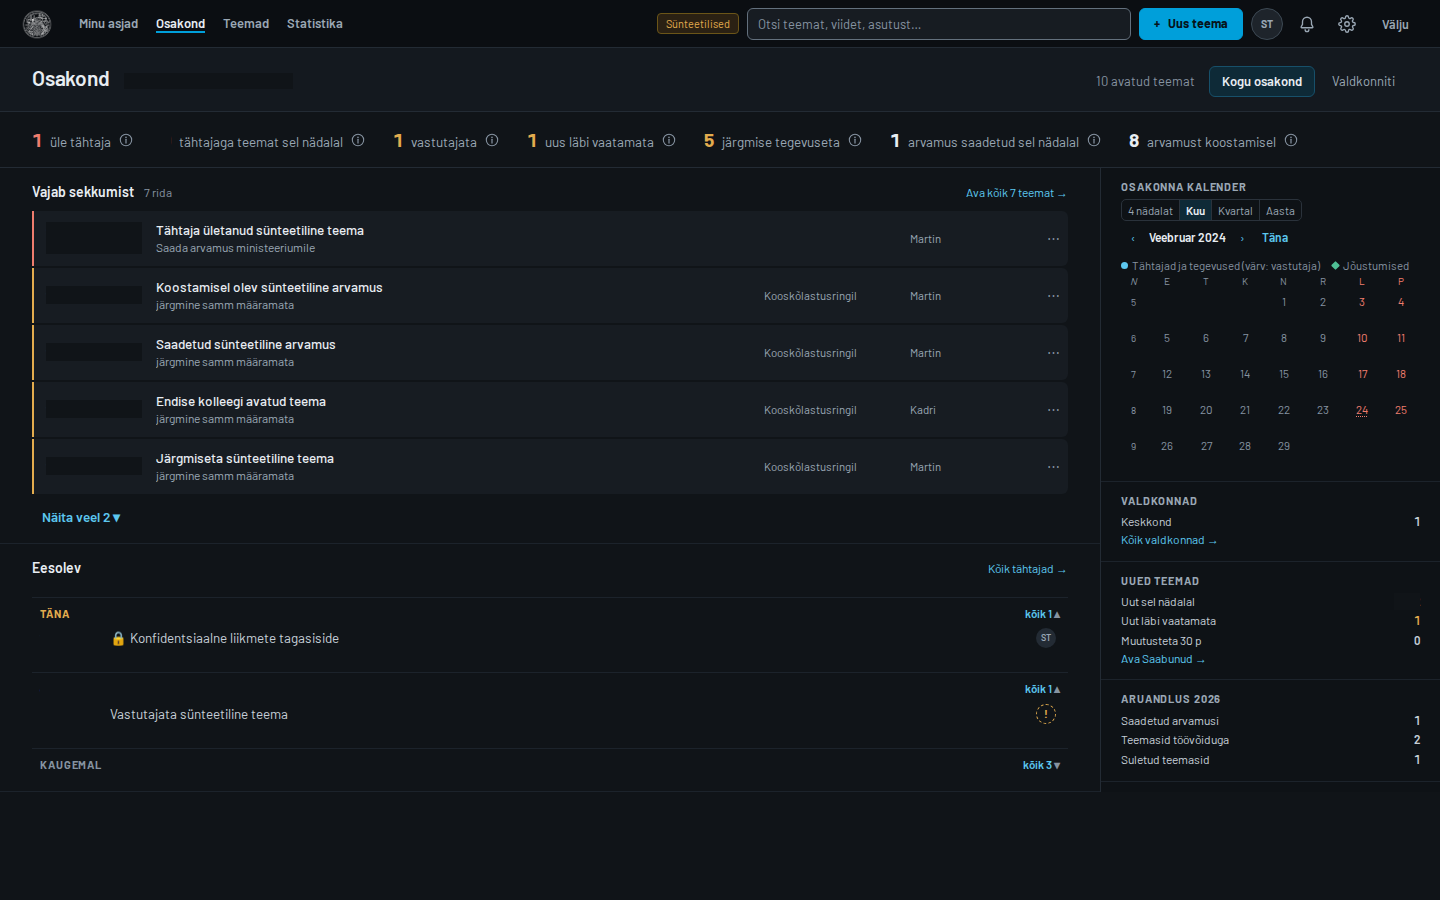 Minu asjad Osakond Teemad Statistika Sünteetilised Otsi teemat, viidet, asutust... + Uus teema ST Välju
Osakond 10 avatud teemat Kogu osakond Valdkonniti
1 üle tähtaja tähtajaga teemat sel nädalal 1 vastutajata 1 uus läbi vaatamata 5 järgmise tegevuseta 1 arvamus saadetud sel nädalal 8 arvamust koostamisel
Vajab sekkumist 7 rida Ava kõik 7 teemat →
Tähtaja ületanud sünteetiline teema
Saada arvamus ministeeriumile
Martin ...
Koostamisel olev sünteetiline arvamus
järgmine samm määramata
Kooskõlastusringil Martin ...
Saadetud sünteetiline arvamus
järgmine samm määramata
Kooskõlastusringil Martin ...
Endise kolleegi avatud teema
järgmine samm määramata
Kooskõlastusringil Kadri ...
Järgmiseta sünteetiline teema
järgmine samm määramata
Kooskõlastusringil Martin ...
Näita veel 2 ▼
Eesolev Kõik tähtajad →
TÄNA kõik 1 ▲
🔒 Konfidentsiaalne liikmete tagasiside ST
kõik 1 ▲
Vastutajata sünteetiline teema !
KAUGEMAL kõik 3 ▼
OSAKONNA KALENDER
4 nädalat Kuu Kvartal Aasta
‹ Veebruar 2024 › Täna
Tähtajad ja tegevused (värv: vastutaja) Jõustumised
N E T K N R L P
5 1 2 3 4
6 5 6 7 8 9 10 11
7 12 13 14 15 16 17 18
8 19 20 21 22 23 24 25
9 26 27 28 29
VALDKONNAD
Keskkond 1
Kõik valdkonnad →
UUED TEEMAD
Uut sel nädalal
Uut läbi vaatamata 1
Muutusteta 30 p 0
Ava Saabunud →
ARUANDLUS 2026
Saadetud arvamusi 1
Teemasid töövõiduga 2
Suletud teemasid 1